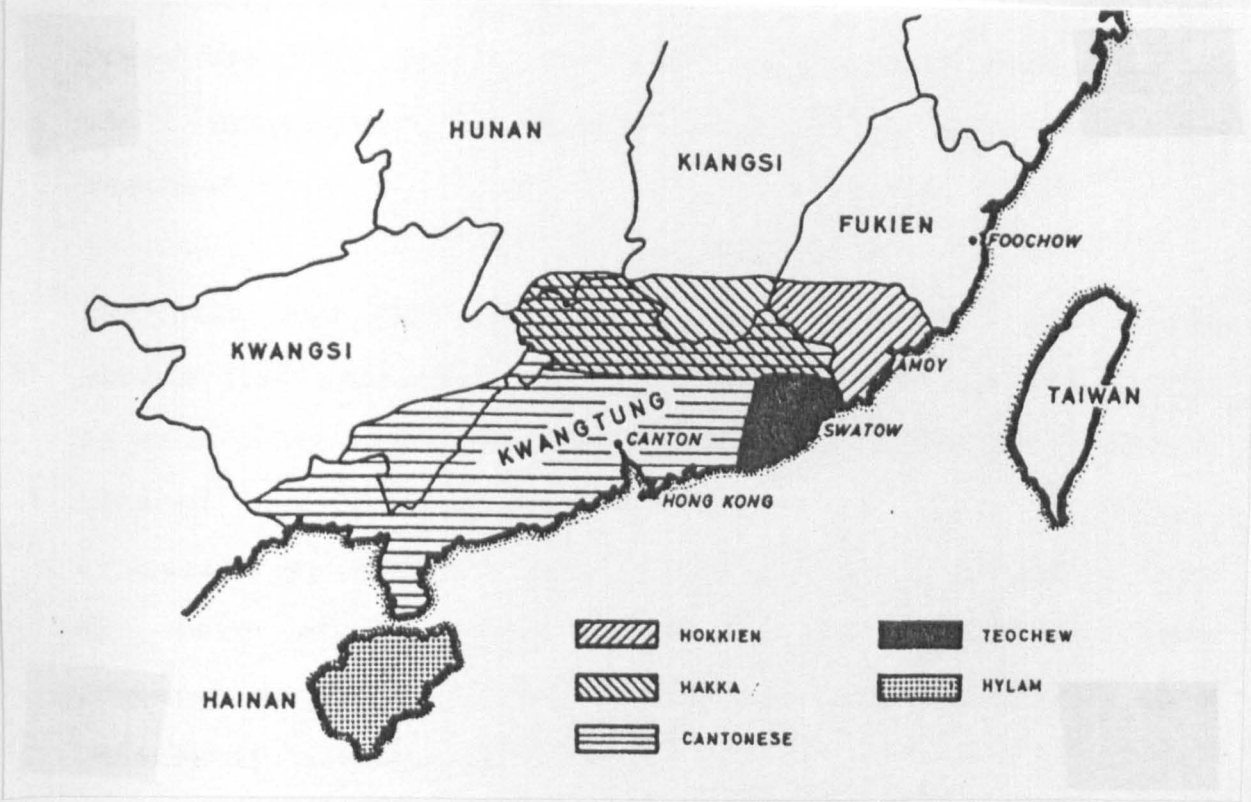 HUNAN
KIANGSI
FUKIEN
FOOCHOW
KWANGSI
AMOY
TAIWAN
KWANGTUNG
CANTON
SWATOW
HONG KONG
HAINAN
HOKKIEN
TEOCHEW
HAKKA
HYLAM
CANTONESE